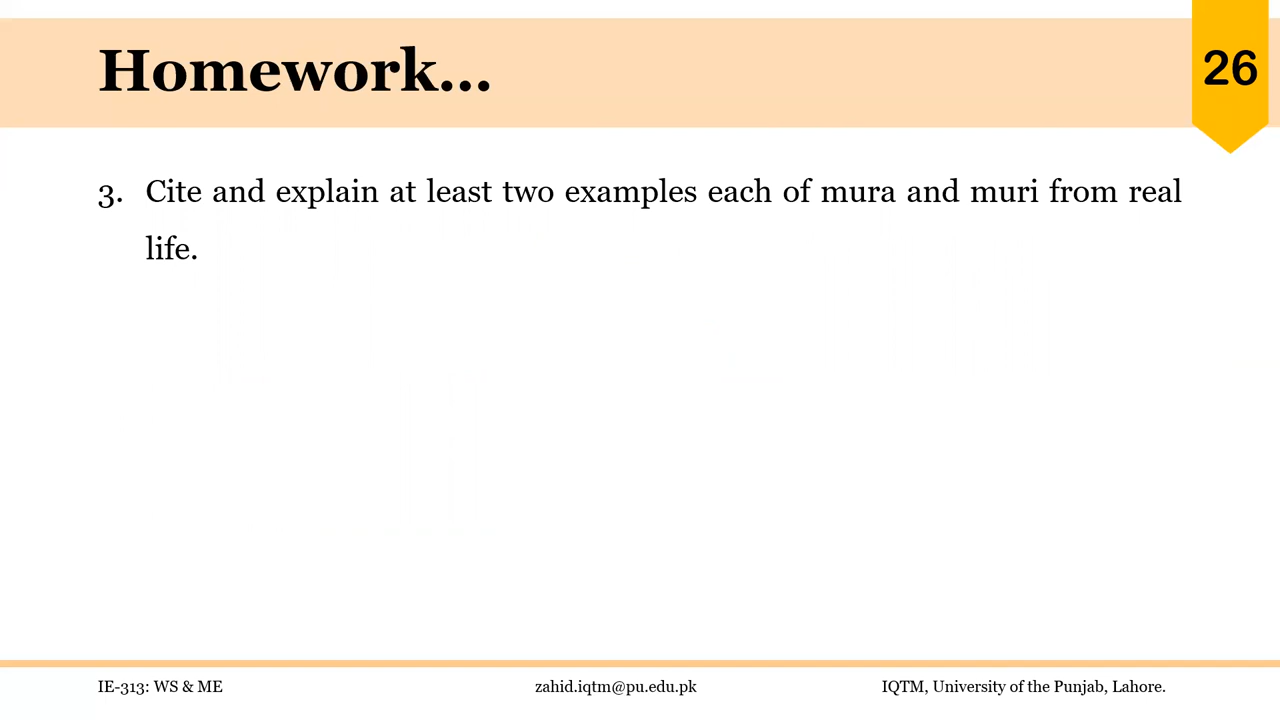 Homework...
26
3. Cite and explain at least two examples each of mura and muri from real
life.
IE-313: WS & ME
zahid.iqtm@pu.edu.pk
IQTM, University of the Punjab, Lahore.